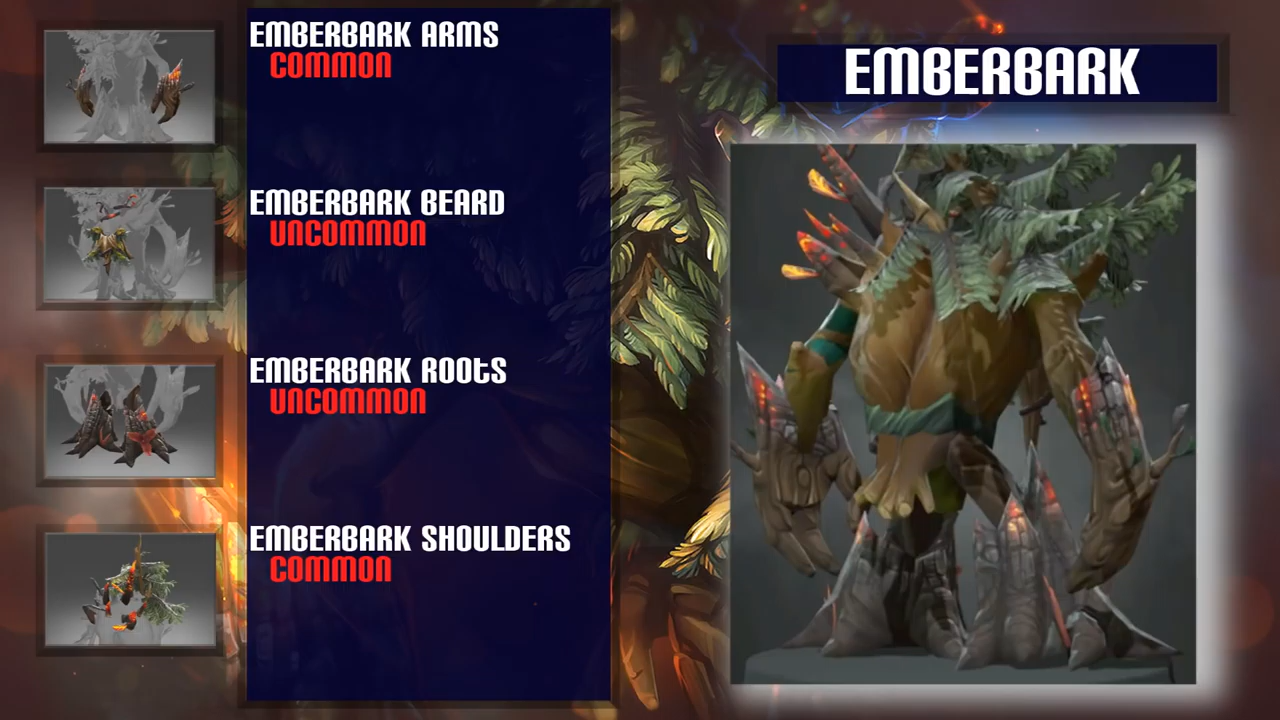 EMBERBARK ARMS
COMMON
EMBERBARK BEARD
UNCOMMON
EMBERBARK ROOtS
UNCOMMON
EMBERBARK SHOULDERS
COMMON
EMBERBARK